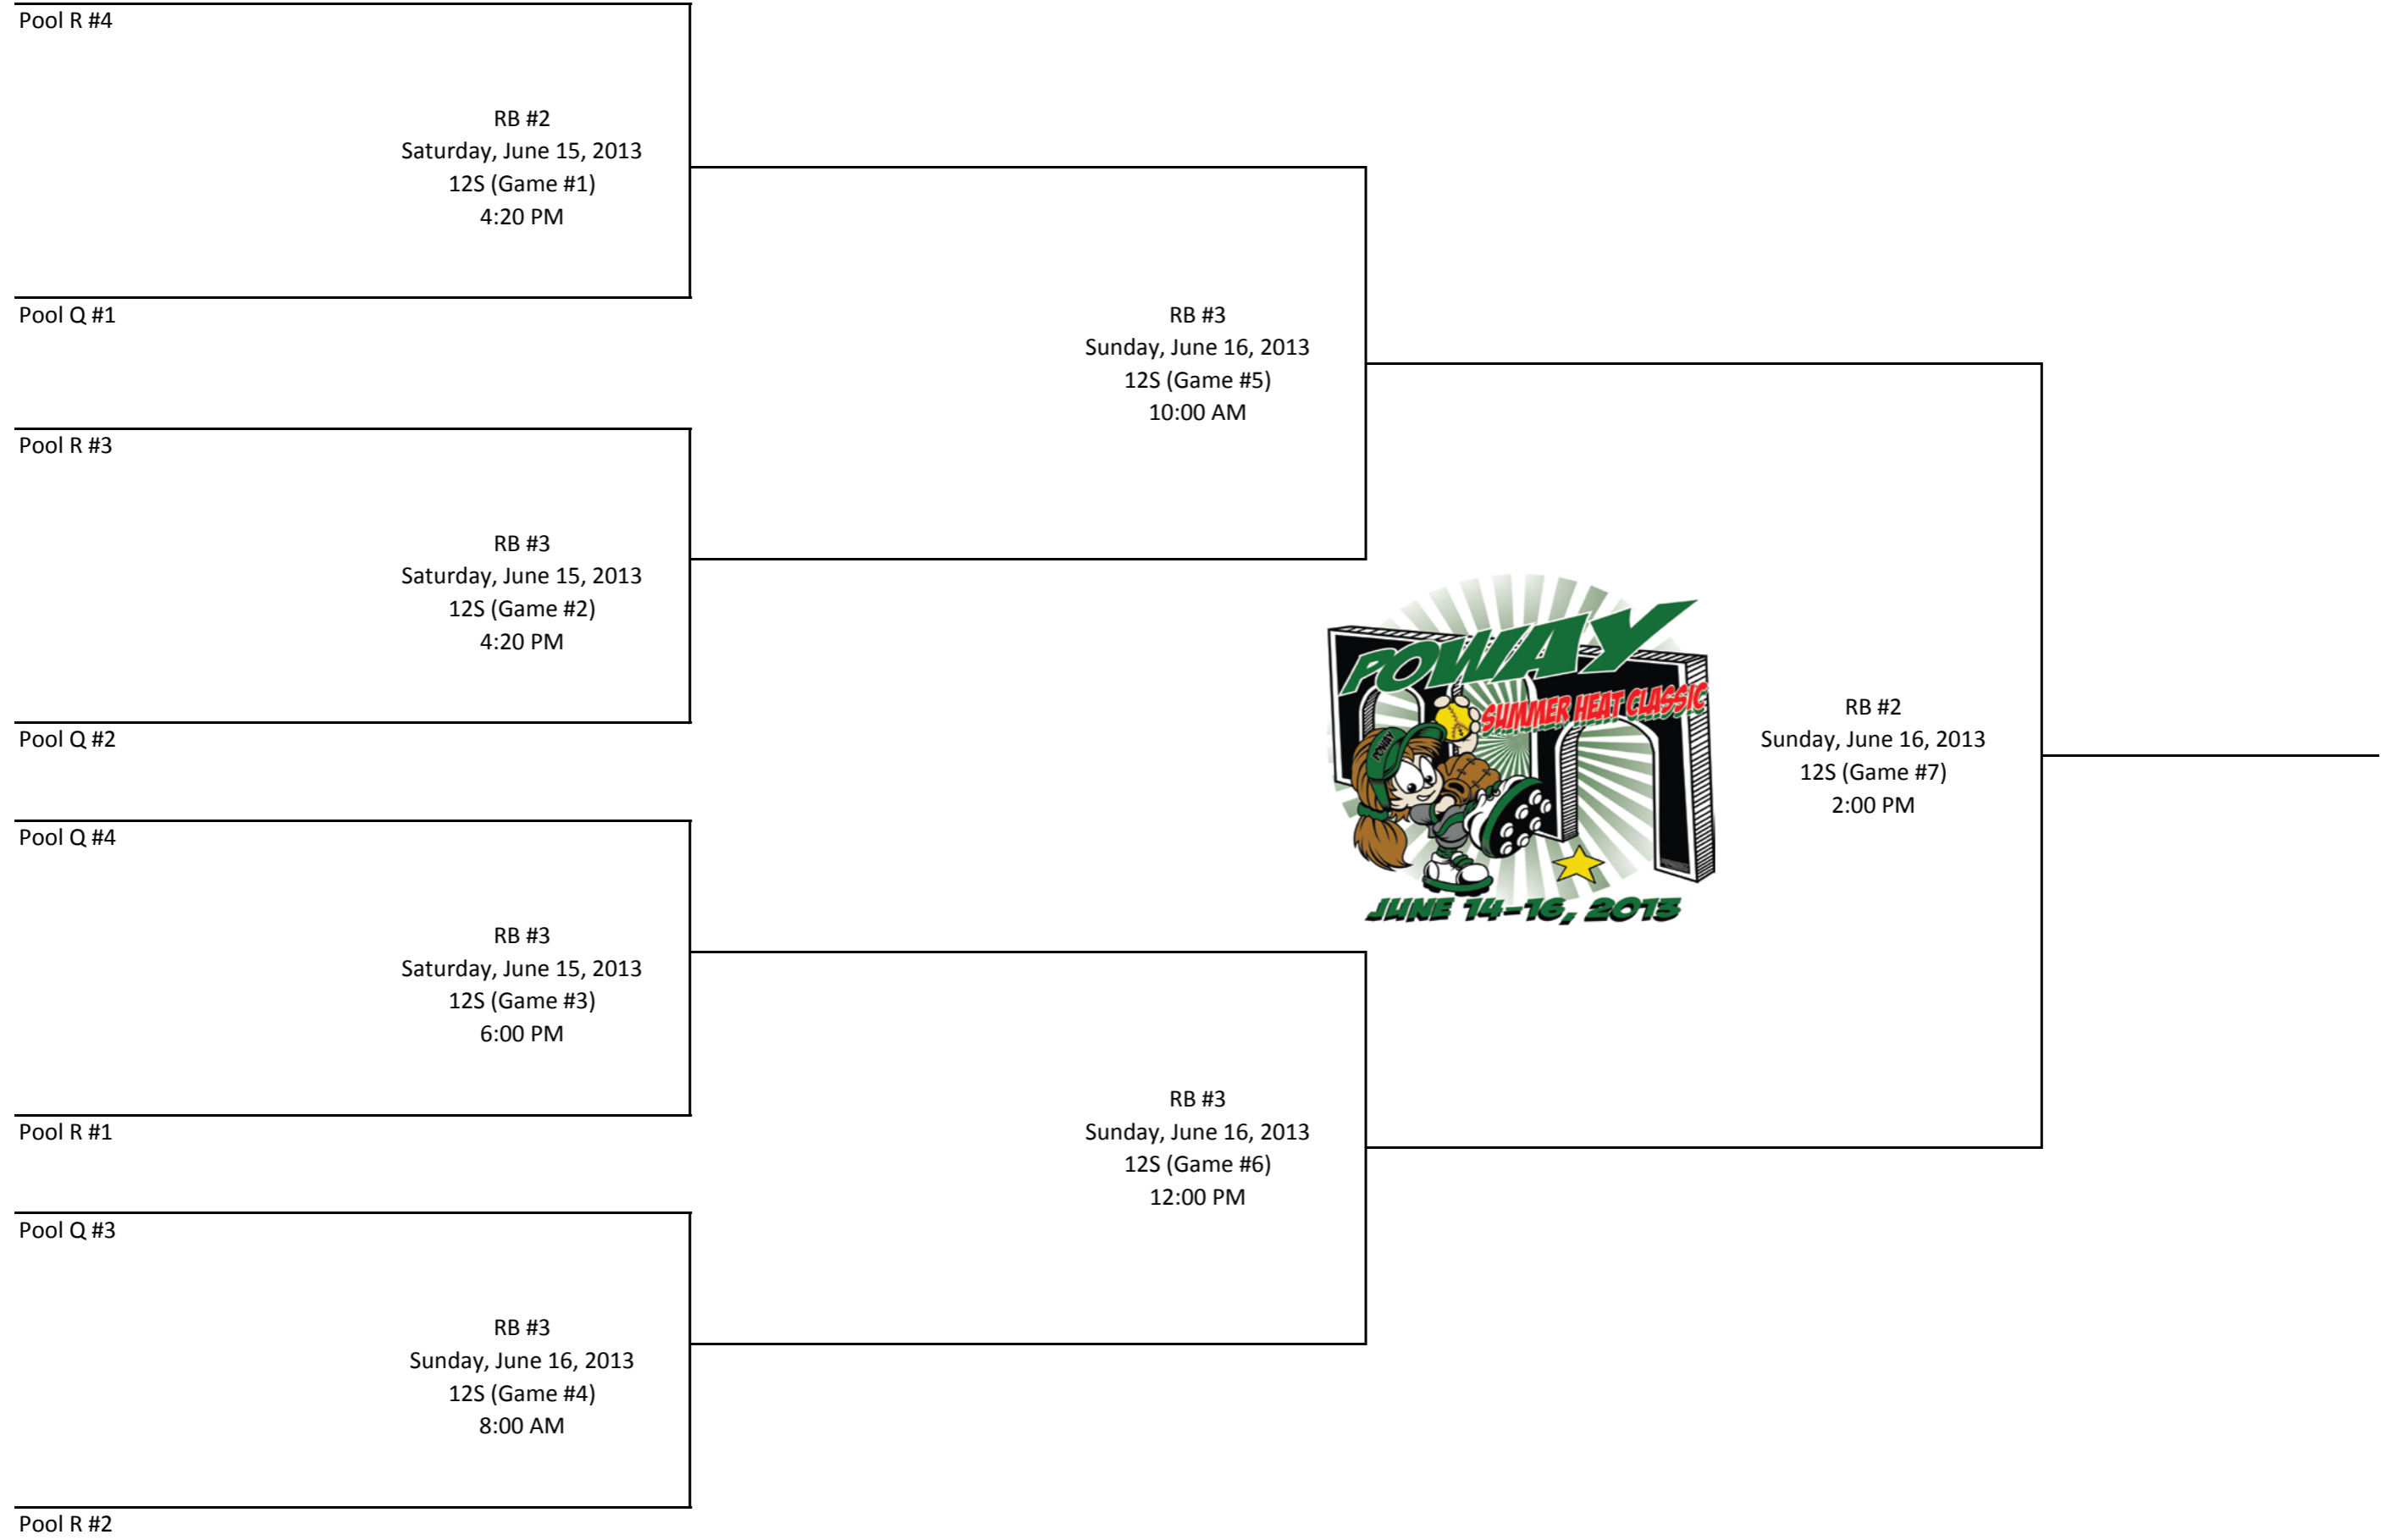 Pool R #4
RB #2
Saturday, June 15, 2013
12S (Game #1)
4:20 PM
Pool Q #1
RB #3
Sunday, June 16, 2013
12S (Game #5)
10:00 AM
Pool R #3
RB #3
Saturday, June 15, 2013
12S (Game #2)
4:20 PM
Pool Q #2
POWAY
SUMMER HEAT CLASSIC
POWAY
JUNE 14-16, 2013
RB #2
Sunday, June 16, 2013
12S (Game #7)
2:00 PM
Pool Q #4
RB #3
Saturday, June 15, 2013
12S (Game #3)
6:00 PM
Pool R #1
RB #3
Sunday, June 16, 2013
12S (Game #6)
12:00 PM
Pool Q #3
RB #3
Sunday, June 16, 2013
12S (Game #4)
8:00 AM
Pool R #2